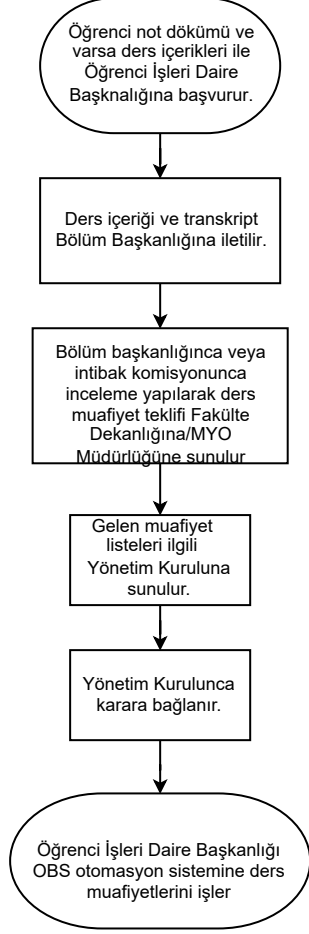 Öğrenci not dökümü ve
varsa ders içerikleri ile
Öğrenci İşleri Daire
Başknalığına başvurur.
Ders içeriği ve transkript
Bölüm Başkanlığına iletilir.
Bölüm başkanlığınca veya
intibak komisyonunca
inceleme yapılarak ders
muafiyet teklifi Fakülte
Dekanlığına/MYO
Müdürlüğüne sunulur
Gelen muafiyet
listeleri ilgili
Yönetim Kuruluna
sunulur.
Yönetim Kurulunca
karara bağlanır.
Öğrenci İşleri Daire Başkanlığı
OBS otomasyon sistemine ders
muafiyetlerini işler